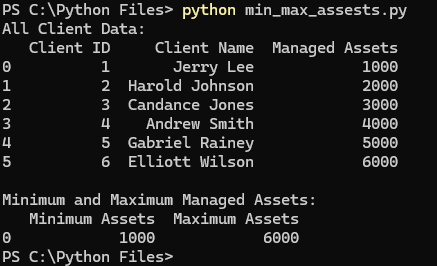 PS C:\Python Files> python min_max_assests.py
All Client Data:
   Client ID     Client Name  Managed Assets
0          1       Jerry Lee            1000
1          2  Harold Johnson            2000
2          3  Candance Jones            3000
3          4    Andrew Smith            4000
4          5  Gabriel Rainey            5000
5          6  Elliott Wilson            6000

Minimum and Maximum Managed Assets:
   Minimum Assets  Maximum Assets
0            1000            6000
PS C:\Python Files>